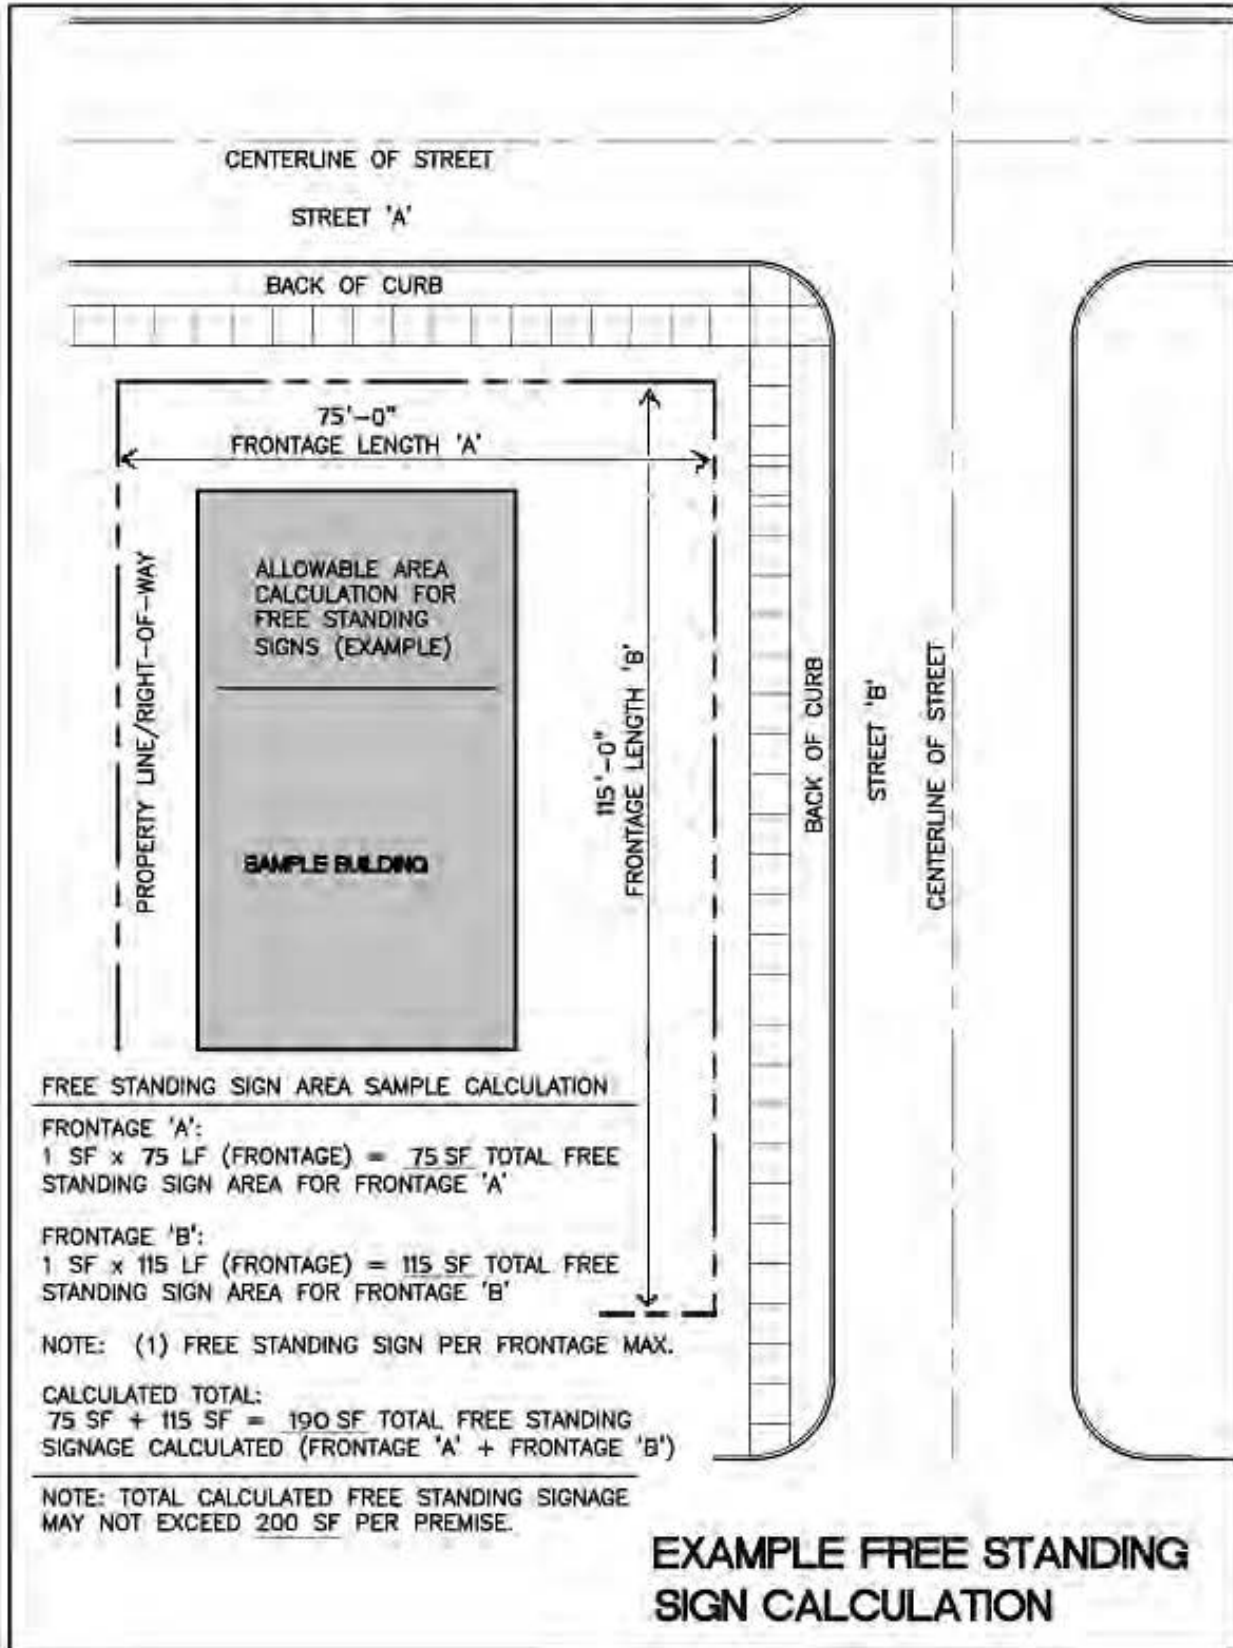 CENTERLINE OF STREET
STREET 'A'
BACK OF CURB
75'-0"
FRONTAGE LENGTH 'A'
ALLOWABLE AREA
CALCULATION FOR
FREE STANDING
SIGNS (EXAMPLE)
SAMPLE BUILDING
PROPERTY LINE/RIGHT-OF-WAY
115'-0"
FRONTAGE LENGTH 'B'
BACK OF CURB
STREET 'B'
CENTERLINE OF STREET
FREE STANDING SIGN AREA SAMPLE CALCULATION
FRONTAGE 'A':
1 SF x 75 LF (FRONTAGE) = 75 SF TOTAL FREE
STANDING SIGN AREA FOR FRONTAGE 'A'
FRONTAGE 'B':
1 SF x 115 LF (FRONTAGE) = 115 SF TOTAL FREE
STANDING SIGN AREA FOR FRONTAGE 'B'
NOTE: (1) FREE STANDING SIGN PER FRONTAGE MAX.
CALCULATED TOTAL:
75 SF + 115 SF = 190 SF TOTAL FREE STANDING
SIGNAGE CALCULATED (FRONTAGE 'A' + FRONTAGE 'B')
NOTE: TOTAL CALCULATED FREE STANDING SIGNAGE
MAY NOT EXCEED 200 SF PER PREMISE.
EXAMPLE FREE STANDING
SIGN CALCULATION